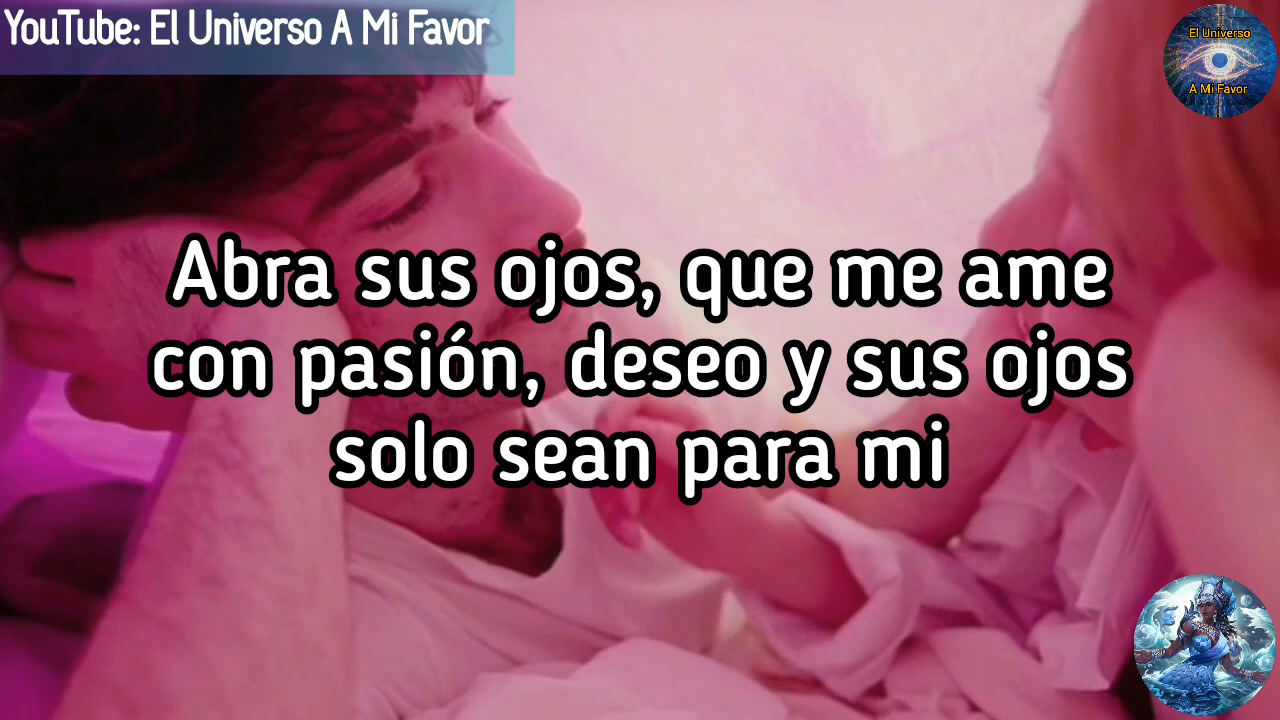 YouTube: El Universo A Mi Favor
El Universo
A Mi Favor
Abra sus ojos, que me ame
con pasión, deseo y sus ojos
solo sean para mi